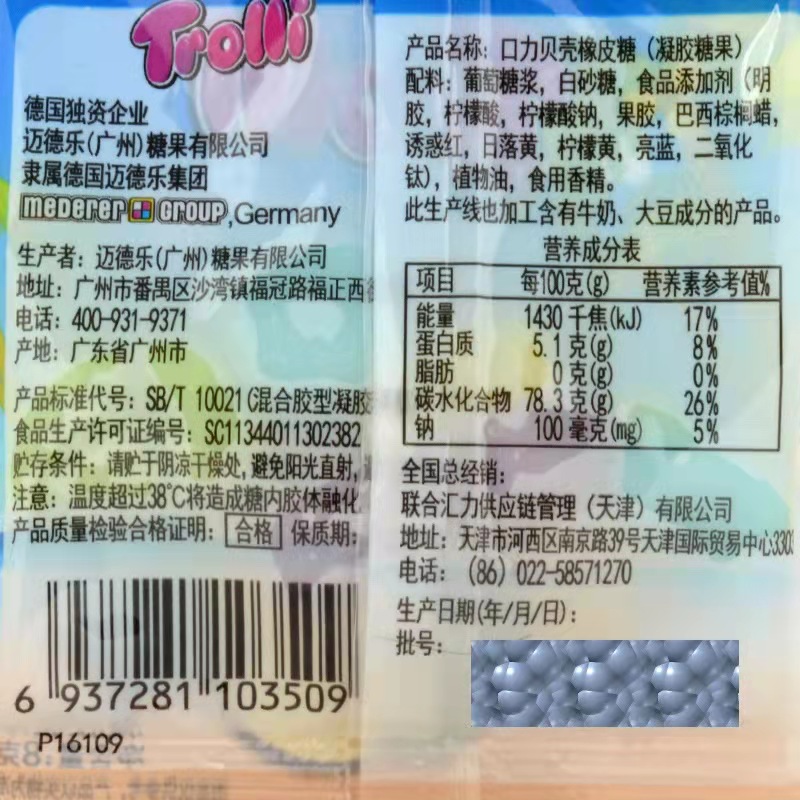 Trolli
德国独资企业
迈德乐(广州)糖果有限公司
隶属德国迈德乐集团
mederer GROUP, Germany
生产者：迈德乐(广州)糖果有限公司
地址：广州市番禺区沙湾镇福冠路福正西
电话：400-931-9371
产地：广东省广州市
产品标准代号：SB/T 10021 (混合胶型凝胶
食品生产许可证编号：SC11344011302382
贮存条件：请贮于阴凉干燥处, 避免阳光直射,
注意：温度超过38℃将造成糖内胶体融化
产品质量检验合格证明：合格 保质期：
6 937281 103509
P16109
产品名称：口力贝壳橡皮糖（凝胶糖果）
配料：葡萄糖浆，白砂糖，食品添加剂（明
胶，柠檬酸，柠檬酸钠，果胶，巴西棕榈蜡，
诱惑红，日落黄，柠檬黄，亮蓝，二氧化
钛），植物油，食用香精。
此生产线也加工含有牛奶、大豆成分的产品。
营养成分表
项目 每100克(g) 营养素参考值%
能量 1430 千焦(kJ) 17%
蛋白质 5.1 克(g) 8%
脂肪 0 克(g) 0%
碳水化合物 78.3 克(g) 26%
钠 100 毫克(mg) 5%
全国总经销：
联合汇力供应链管理（天津）有限公司
地址：天津市河西区南京路39号天津国际贸易中心3303
电话：（86）022-58571270
生产日期(年/月/日)：
批号：